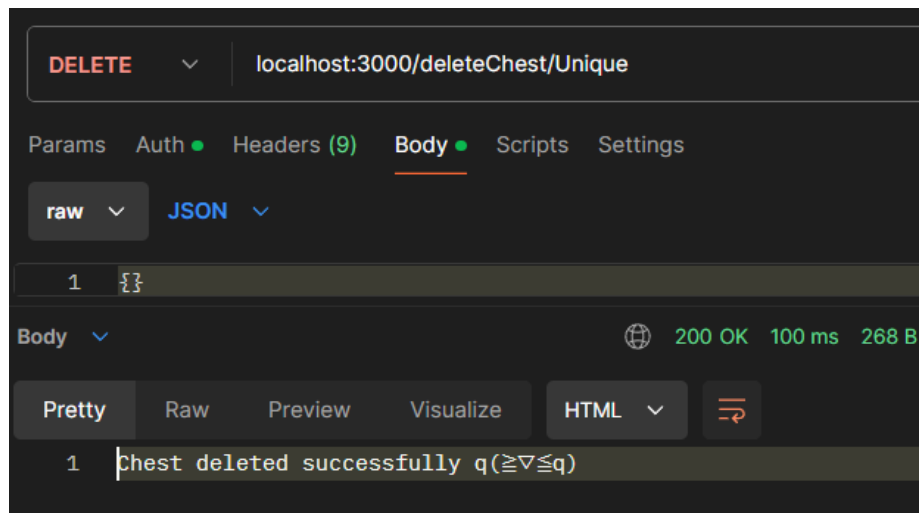 DELETE localhost:3000/deleteChest/Unique
Params Auth Headers (9) Body Scripts Settings
raw JSON
1 {}
Body 200 OK 100 ms 268 B
Pretty Raw Preview Visualize HTML
1 Chest deleted successfully q(≧▽≦q)